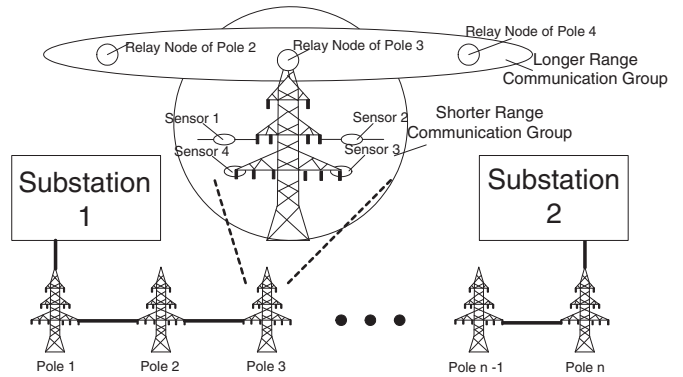 Relay Node of Pole 2
Relay Node of Pole 3
Relay Node of Pole 4
Longer Range
Communication Group
Sensor 1
Sensor 2
Shorter Range
Communication Group
Sensor 4
Sensor 3
Substation
1
Substation
2
Pole 1
Pole 2
Pole 3
Pole n -1
Pole n